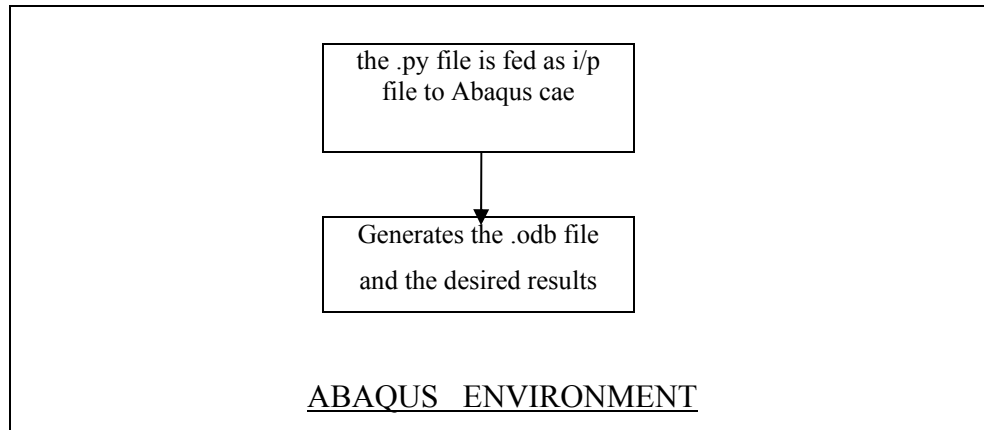 the .py file is fed as i/p
file to Abaqus cae
Generates the .odb file
and the desired results
ABAQUS ENVIRONMENT